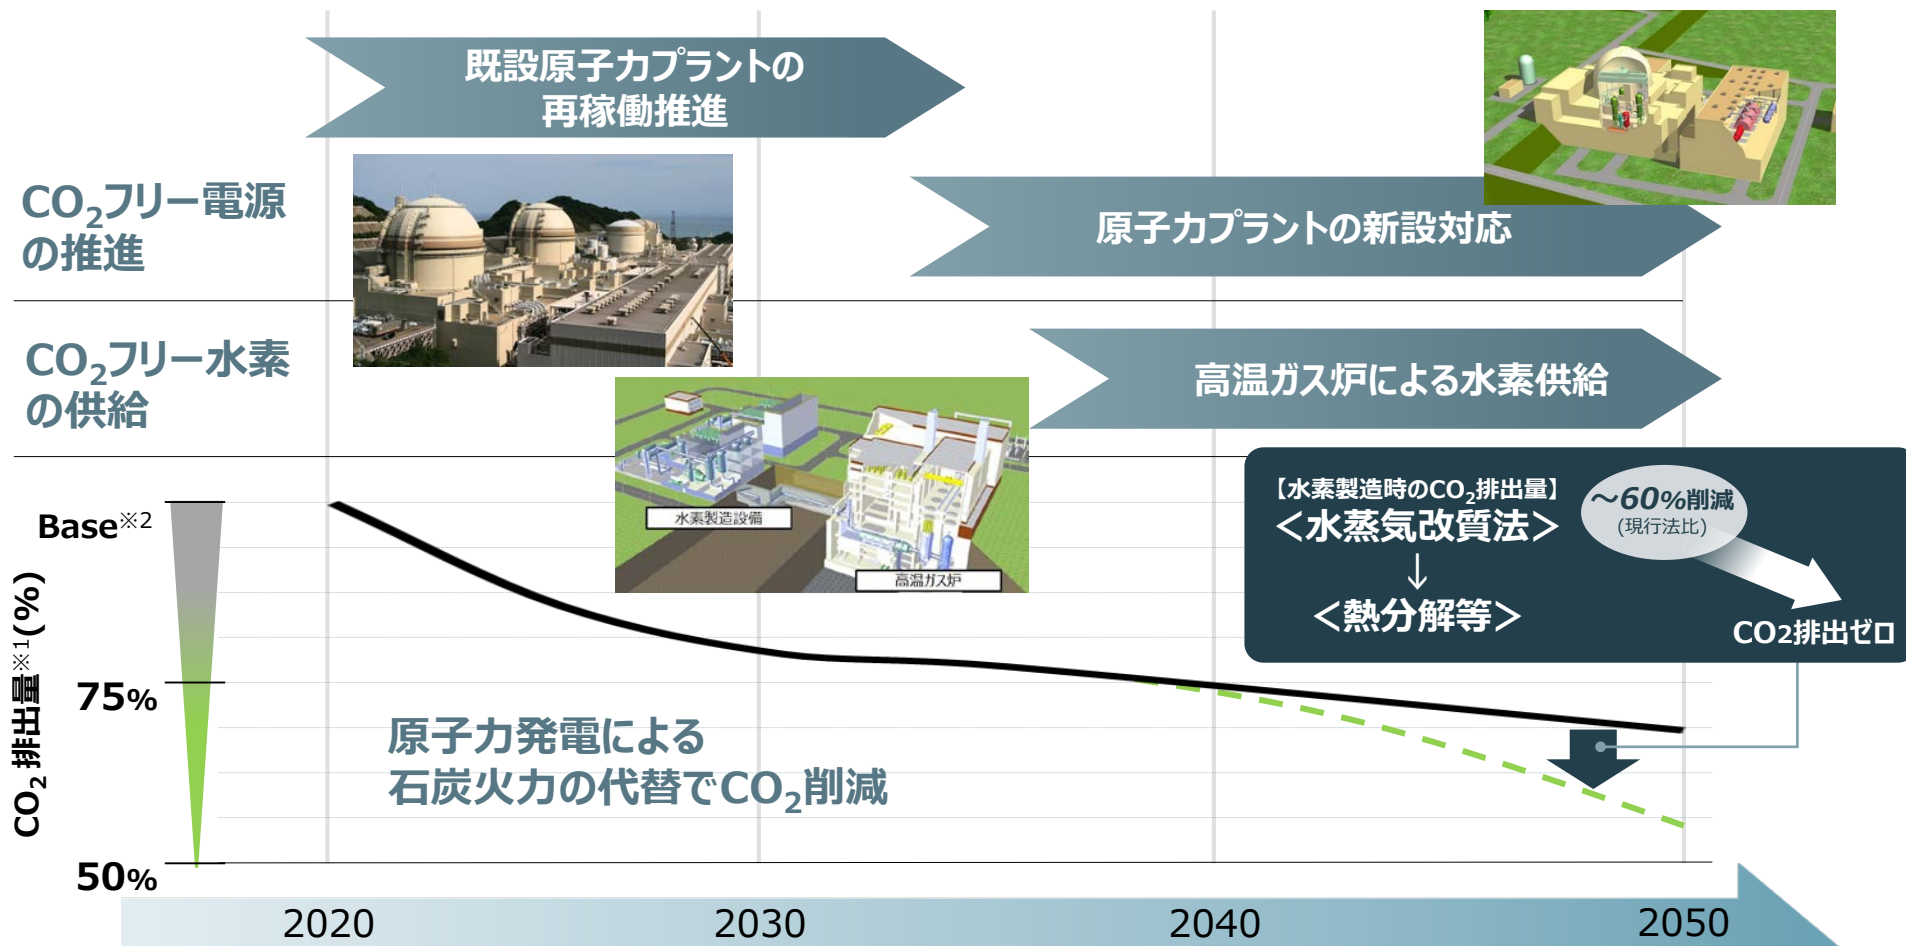 既設原子力プラントの
再稼働推進
CO2フリー電源
の推進
原子力プラントの新設対応
CO2フリー水素
の供給
高温ガス炉による水素供給
水素製造設備
高温ガス炉
【水素製造時のCO2排出量】
＜水蒸気改質法＞
↓
＜熱分解等＞
～60%削減
(現行法比)
CO2排出ゼロ
Base※2
75%
50%
CO2 排出量※1(%)
原子力発電による
石炭火力の代替でCO2削減
2020
2030
2040
2050